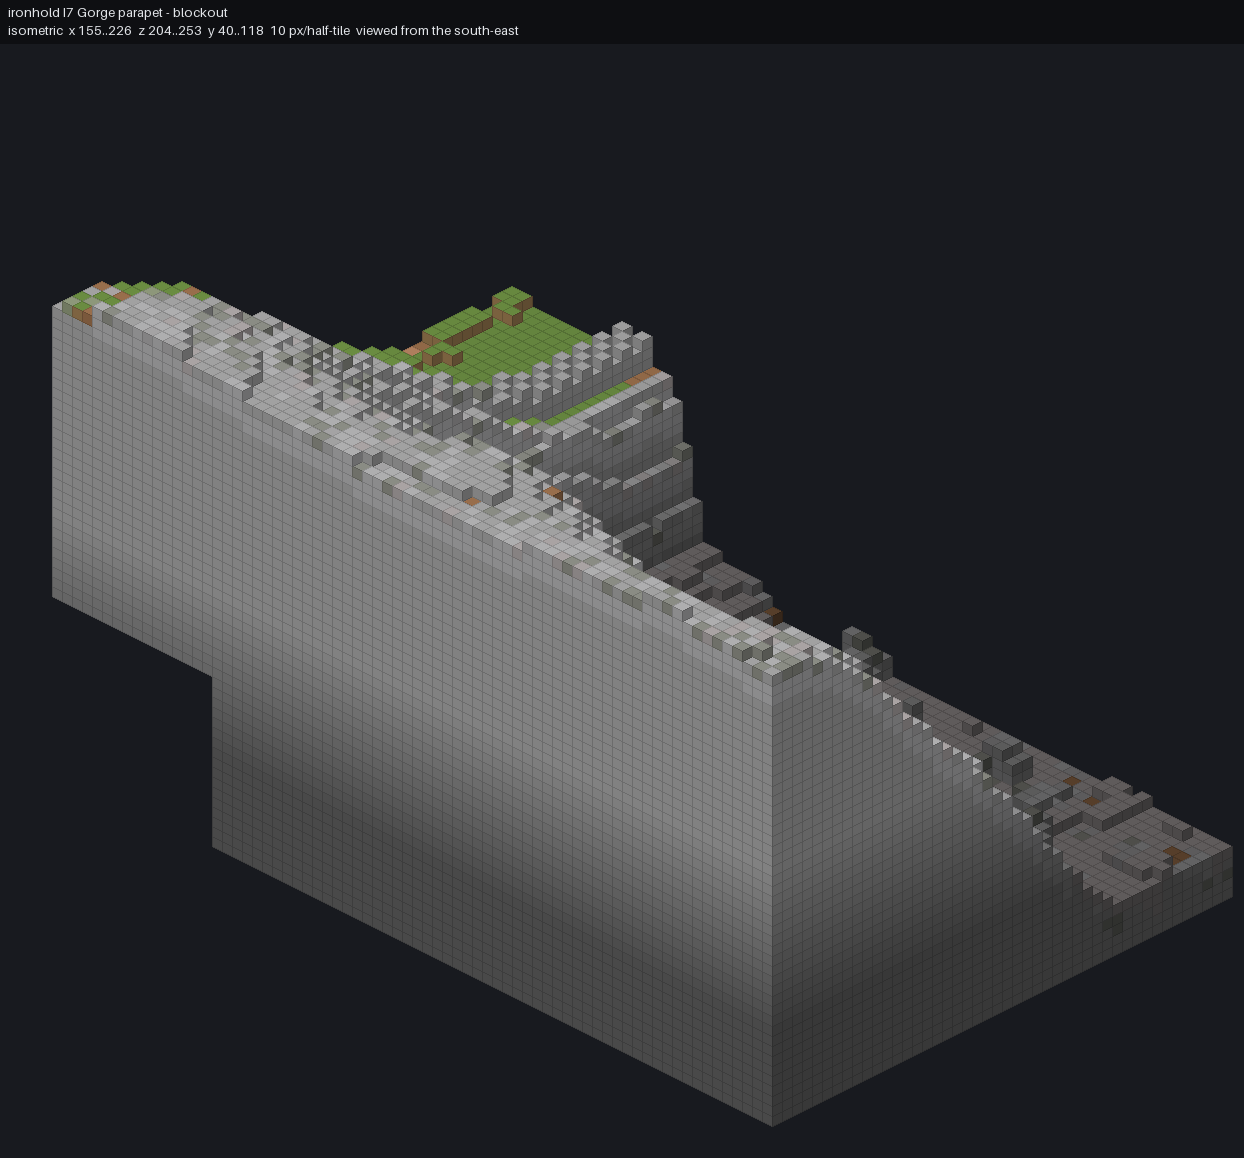 ironhold I7 Gorge parapet - blockout
isometric x 155..226 z 204..253 y 40..118 10 px/half-tile viewed from the south-east